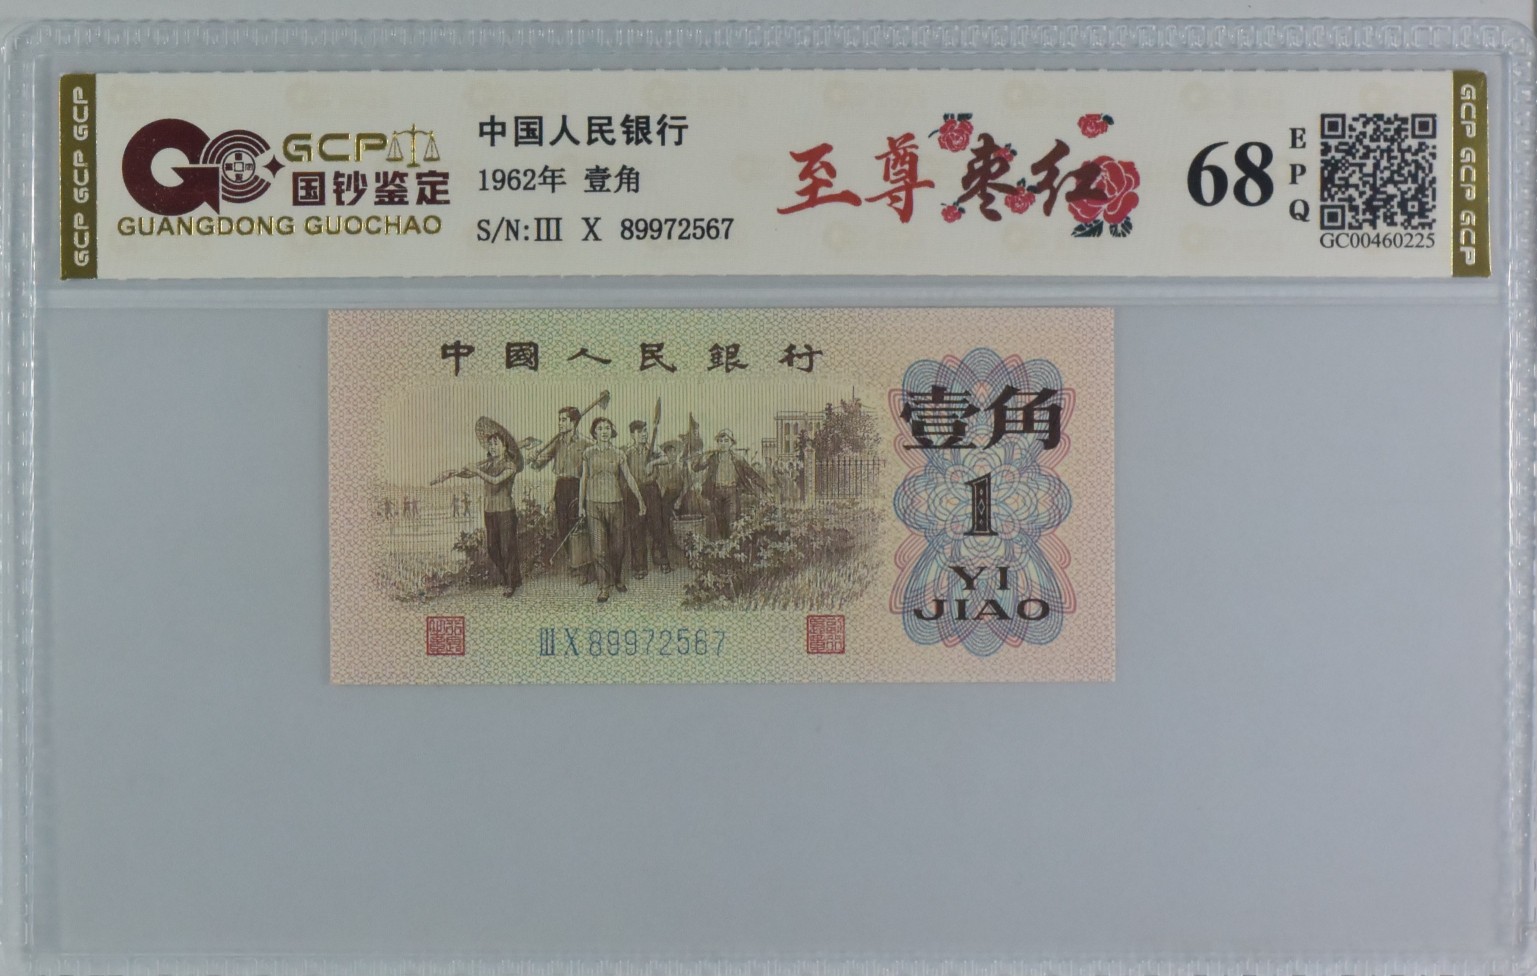 GCP GCP GCP
GCP
国钞鉴定
GUANGDONG GUOCHAO
中国人民银行
1962年 壹角
S/N:III X 89972567
至尊枣红
68
EPQ
GC00460225
GCP GCP GCP
中國人民銀行
壹角
1
YI
JIAO
III X 89972567